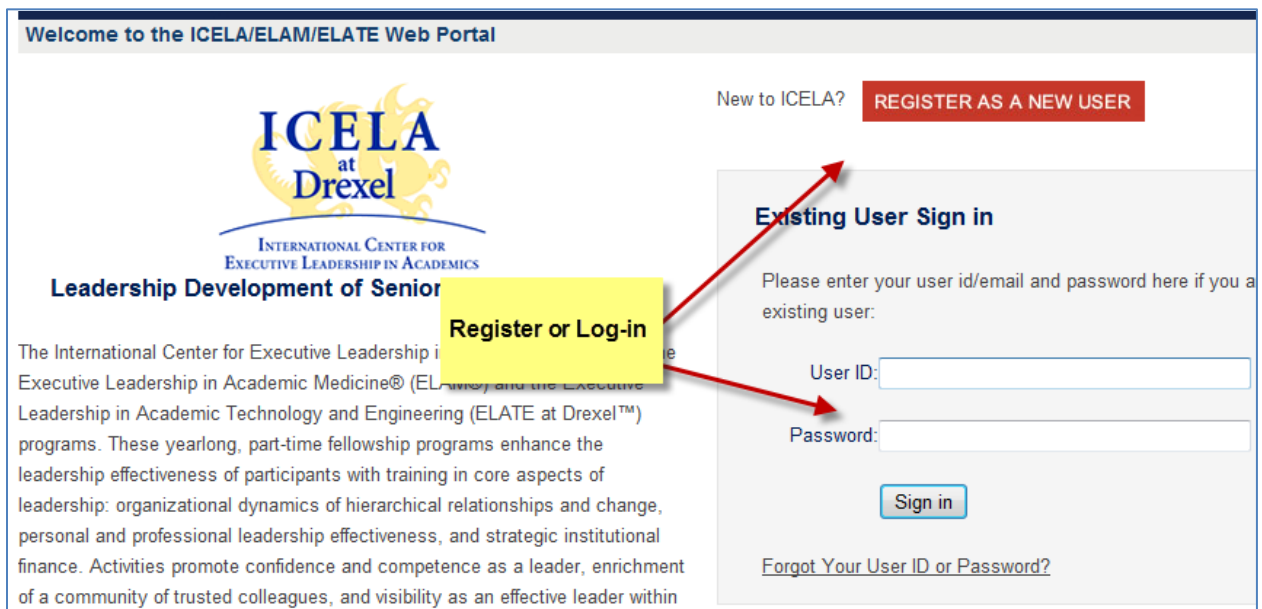 Welcome to the ICELA/ELAM/ELATE Web Portal
ICELA
at
Drexel
INTERNATIONAL CENTER FOR
EXECUTIVE LEADERSHIP IN ACADEMICS
Leadership Development of Senior
The International Center for Executive Leadership
Executive Leadership in Academic Medicine® (ELAM®) and the Executive
Leadership in Academic Technology and Engineering (ELATE at Drexel™)
programs. These yearlong, part-time fellowship programs enhance the
leadership effectiveness of participants with training in core aspects of
leadership: organizational dynamics of hierarchical relationships and change,
personal and professional leadership effectiveness, and strategic institutional
finance. Activities promote confidence and competence as a leader, enrichment
of a community of trusted colleagues, and visibility as an effective leader within
Register or Log-in
New to ICELA? REGISTER AS A NEW USER
Existing User Sign in
Please enter your user id/email and password here if you a
existing user:
User ID:
Password:
Sign in
Forgot Your User ID or Password?